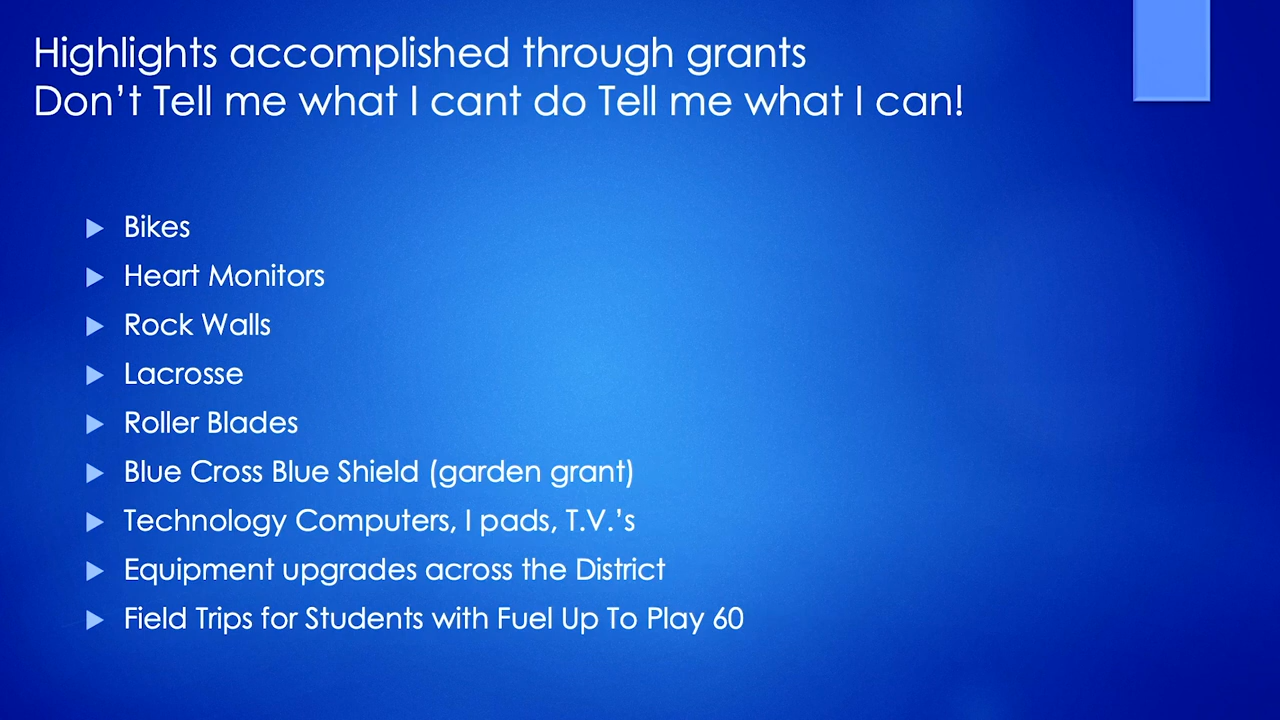 Highlights accomplished through grants
Don’t Tell me what I cant do Tell me what I can!
Bikes
Heart Monitors
Rock Walls
Lacrosse
Roller Blades
Blue Cross Blue Shield (garden grant)
Technology Computers, I pads, T.V.’s
Equipment upgrades across the District
Field Trips for Students with Fuel Up To Play 60